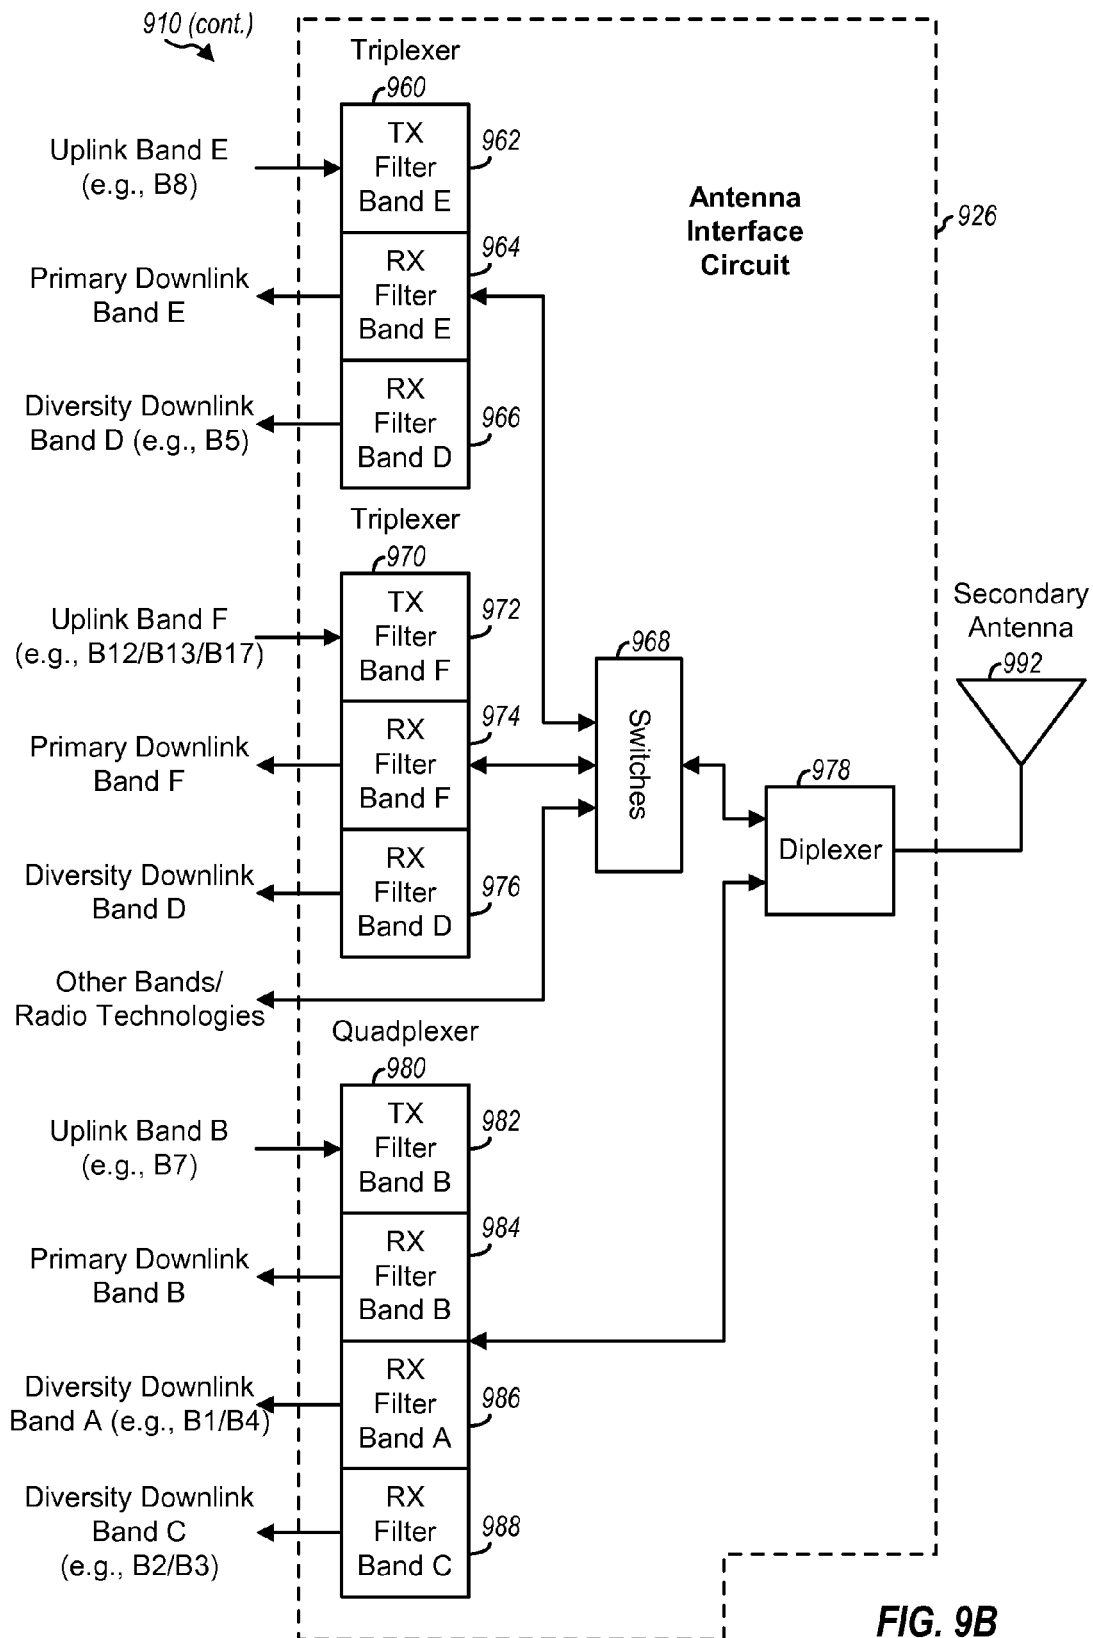 910 (cont.)
Triplexer
960
Uplink Band E
(e.g., B8)
TX
Filter
Band E
962
Antenna
Interface
Circuit
926
Primary Downlink
Band E
RX
Filter
Band E
964
Diversity Downlink
Band D (e.g., B5)
RX
Filter
Band D
966
Triplexer
970
Uplink Band F
(e.g., B12/B13/B17)
TX
Filter
Band F
972
968
Switches
Secondary
Antenna
992
Primary Downlink
Band F
RX
Filter
Band F
974
978
Diplexer
Diversity Downlink
Band D
RX
Filter
Band D
976
Other Bands/
Radio Technologies
Quadplexer
980
Uplink Band B
(e.g., B7)
TX
Filter
Band B
982
Primary Downlink
Band B
RX
Filter
Band B
984
Diversity Downlink
Band A (e.g., B1/B4)
RX
Filter
Band A
986
Diversity Downlink
Band C
(e.g., B2/B3)
RX
Filter
Band C
988
FIG. 9B